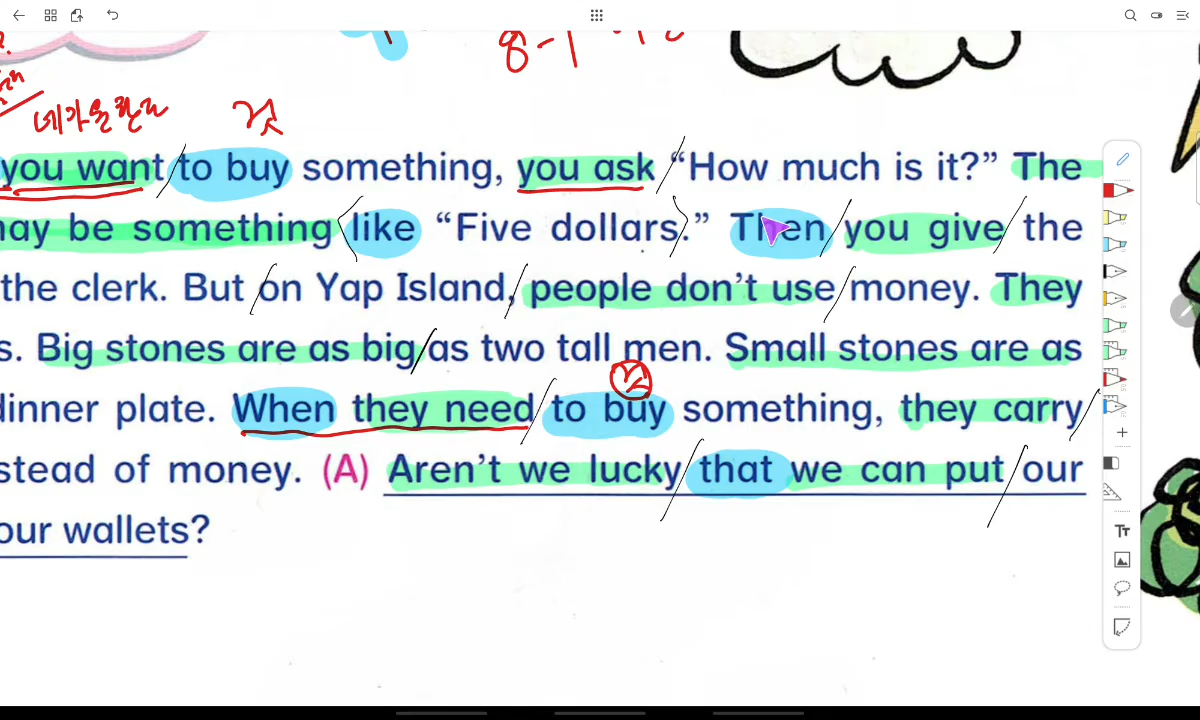 8-1
네가 원한다 것
you want to buy something, you ask “How much is it?” The
may be something like “Five dollars.” Then you give the
the clerk. But on Yap Island, people don’t use money. They
s. Big stones are as big as two tall men. Small stones are as
dinner plate. When they need to buy something, they carry
stead of money. (A) Aren’t we lucky that we can put our
our wallets?
Tт